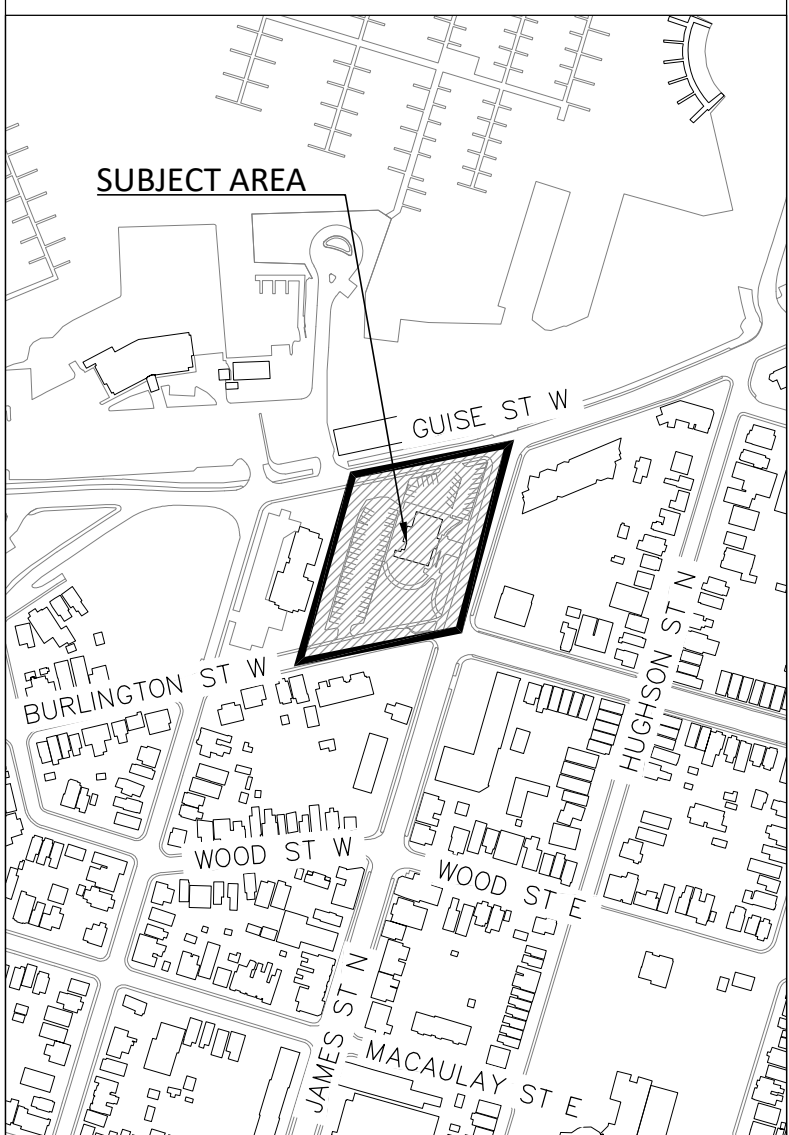 SUBJECT AREA
GUISE ST W
HUGHSON ST N
BURLINGTON ST W
WOOD ST W
WOOD ST E
JAMES ST N
MACAULAY ST E